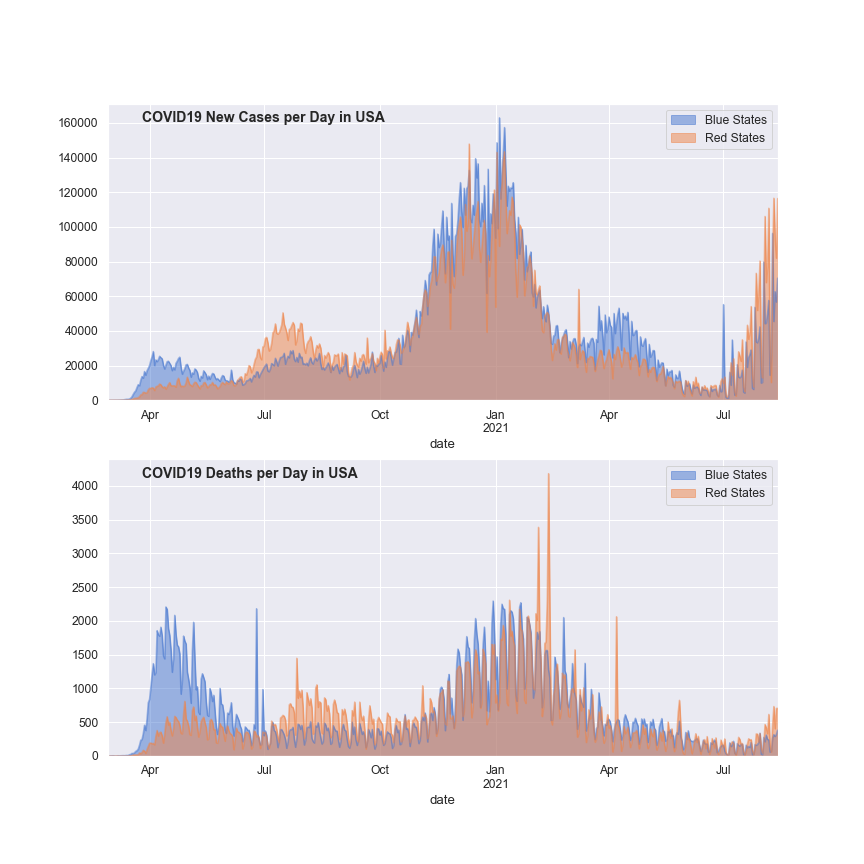 COVID19 New Cases per Day in USA
Blue States
Red States
160000
140000
120000
100000
80000
60000
40000
20000
0
Apr Jul Oct Jan Apr Jul
2021
date
COVID19 Deaths per Day in USA
Blue States
Red States
4000
3500
3000
2500
2000
1500
1000
500
0
Apr Jul Oct Jan Apr Jul
2021
date